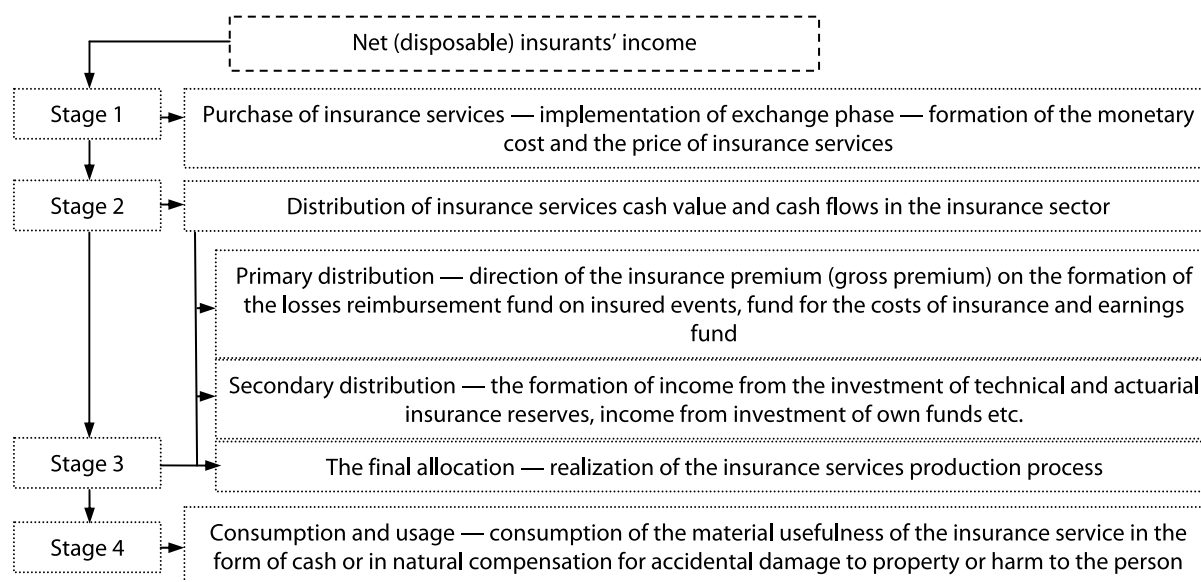 Net (disposable) insurants’ income
Stage 1
Purchase of insurance services — implementation of exchange phase — formation of the monetary
cost and the price of insurance services
Stage 2
Distribution of insurance services cash value and cash flows in the insurance sector
Primary distribution — direction of the insurance premium (gross premium) on the formation of
the losses reimbursement fund on insured events, fund for the costs of insurance and earnings
fund
Secondary distribution — the formation of income from the investment of technical and actuarial
insurance reserves, income from investment of own funds etc.
Stage 3
The final allocation — realization of the insurance services production process
Stage 4
Consumption and usage — consumption of the material usefulness of the insurance service in the
form of cash or in natural compensation for accidental damage to property or harm to the person